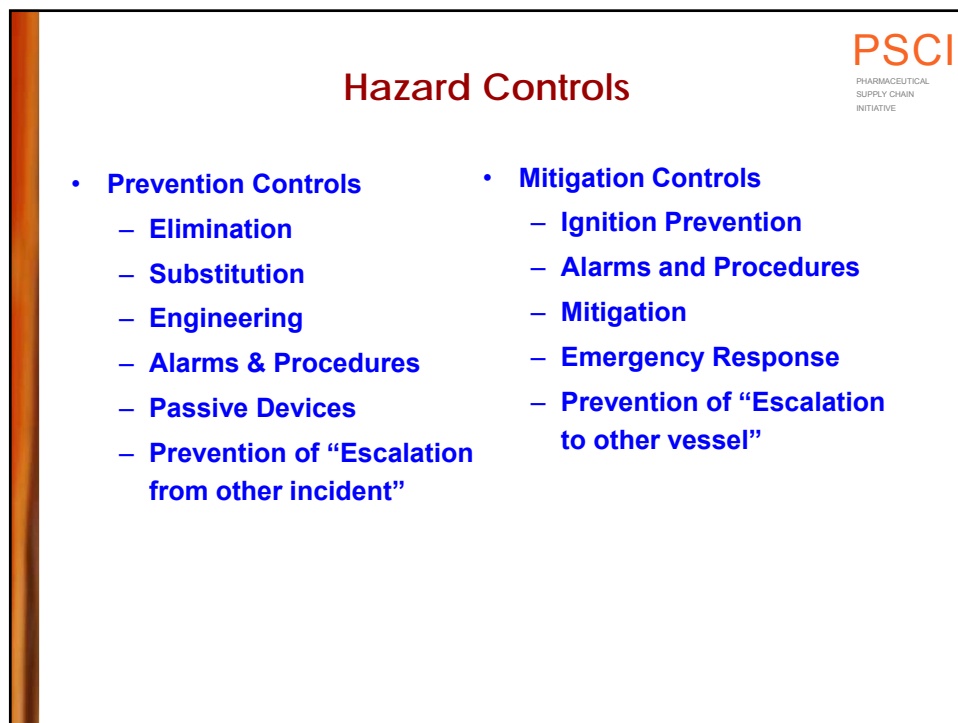 PSCI
PHARMACEUTICAL
SUPPLY CHAIN
INITIATIVE
Hazard Controls
• Prevention Controls
– Elimination
– Substitution
– Engineering
– Alarms & Procedures
– Passive Devices
– Prevention of “Escalation
from other incident”
• Mitigation Controls
– Ignition Prevention
– Alarms and Procedures
– Mitigation
– Emergency Response
– Prevention of “Escalation
to other vessel”